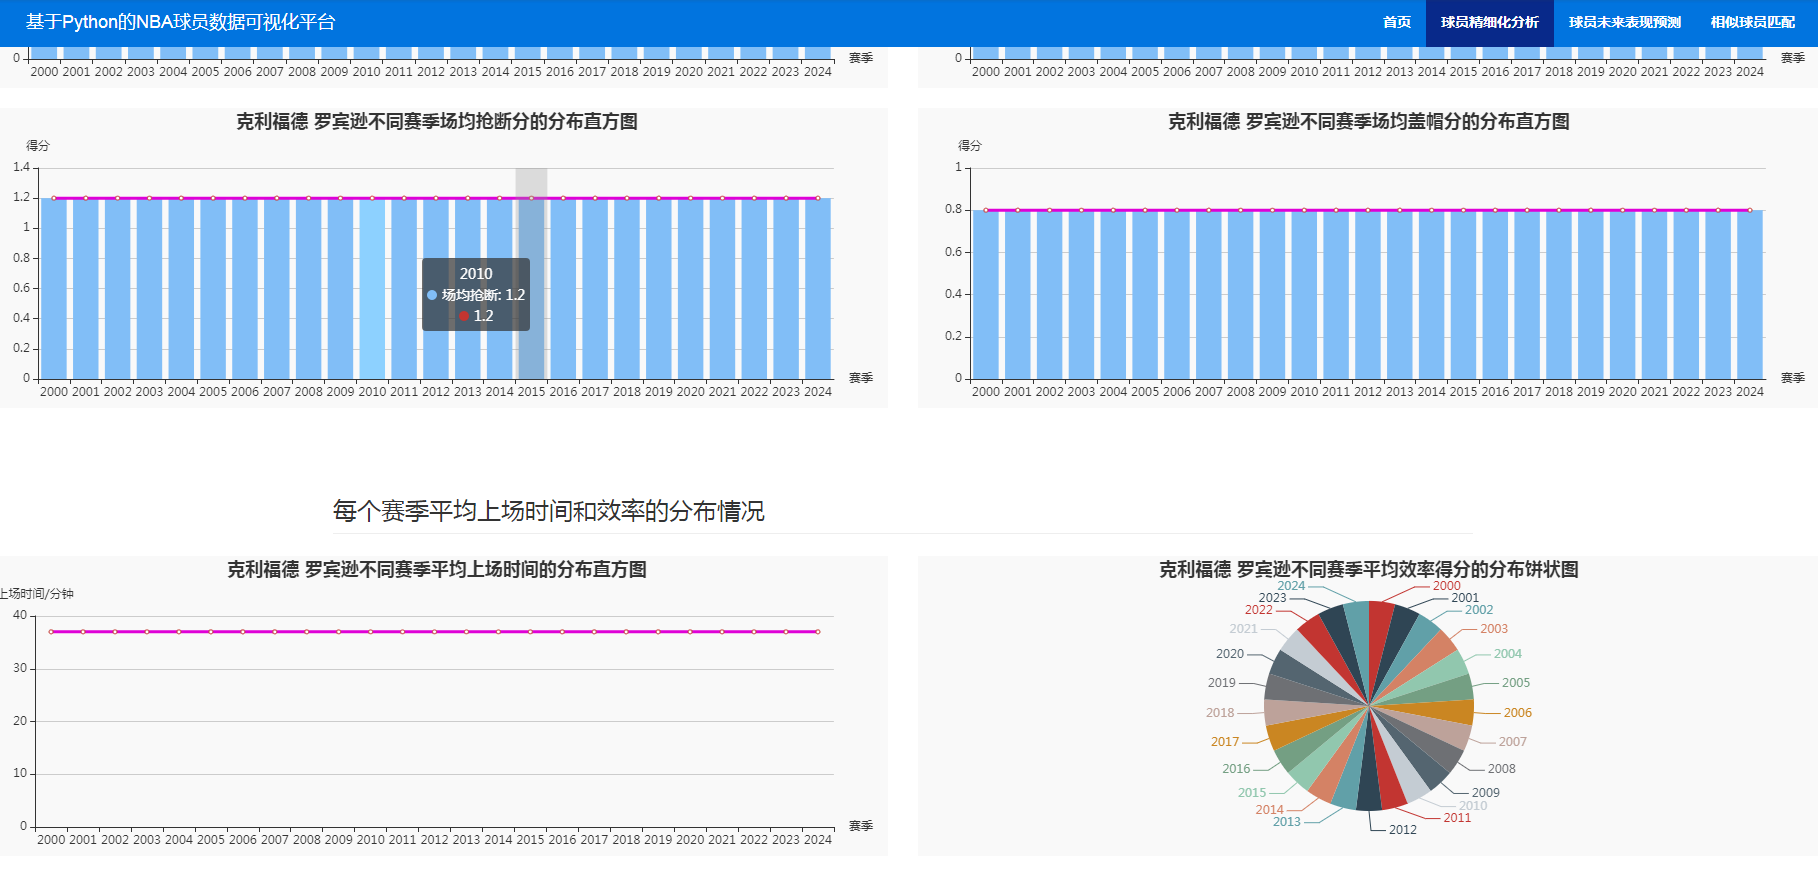 基于Python的NBA球员数据可视化平台
首页 球员精细化分析 球员未来表现预测 相似球员匹配
0
赛季
2000 2001 2002 2003 2004 2005 2006 2007 2008 2009 2010 2011 2012 2013 2014 2015 2016 2017 2018 2019 2020 2021 2022 2023 2024
0
赛季
2000 2001 2002 2003 2004 2005 2006 2007 2008 2009 2010 2011 2012 2013 2014 2015 2016 2017 2018 2019 2020 2021 2022 2023 2024
克利福德 罗宾逊不同赛季场均抢断分的分布直方图
得分
1.4
1.2
1
0.8
0.6
0.4
0.2
0
2010
场均抢断: 1.2
1.2
赛季
2000 2001 2002 2003 2004 2005 2006 2007 2008 2009 2010 2011 2012 2013 2014 2015 2016 2017 2018 2019 2020 2021 2022 2023 2024
克利福德 罗宾逊不同赛季场均盖帽分的分布直方图
得分
1
0.8
0.6
0.4
0.2
0
赛季
2000 2001 2002 2003 2004 2005 2006 2007 2008 2009 2010 2011 2012 2013 2014 2015 2016 2017 2018 2019 2020 2021 2022 2023 2024
每个赛季平均上场时间和效率的分布情况
克利福德 罗宾逊不同赛季平均上场时间的分布直方图
上场时间/分钟
40
30
20
10
0
赛季
2000 2001 2002 2003 2004 2005 2006 2007 2008 2009 2010 2011 2012 2013 2014 2015 2016 2017 2018 2019 2020 2021 2022 2023 2024
克利福德 罗宾逊不同赛季平均效率得分的分布饼状图
2000
2001
2002
2003
2004
2005
2006
2007
2008
2009
2010
2011
2012
2013
2014
2015
2016
2017
2018
2019
2020
2021
2022
2023
2024